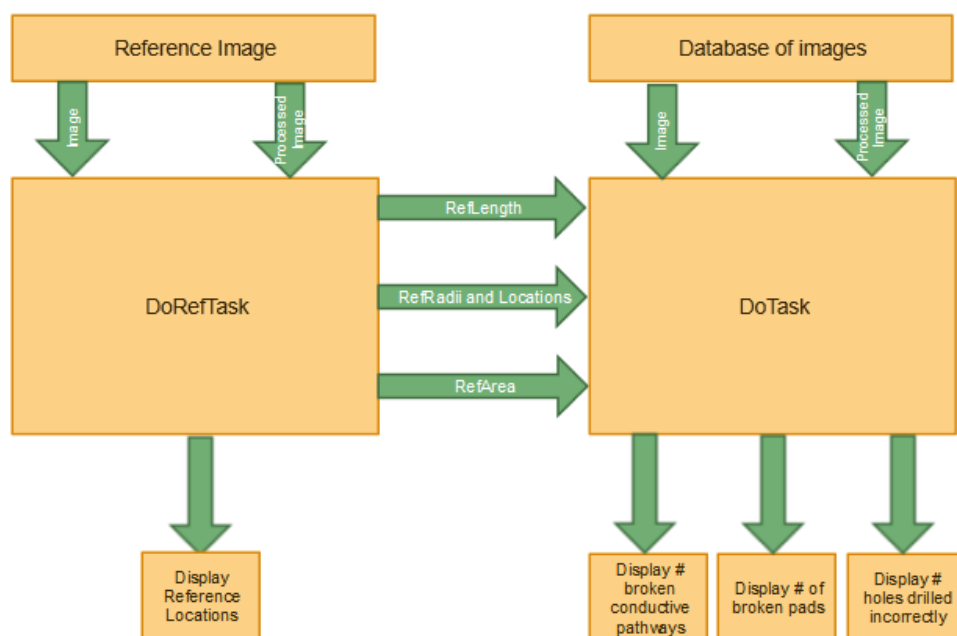 Reference Image
Database of images
Image
Processed
Image
Image
Processed
Image
DoRefTask
RefLength
RefRadii and Locations
RefArea
DoTask
Display
Reference
Locations
Display #
broken
conductive
pathways
Display # of
broken pads
Display #
holes drilled
incorrectly